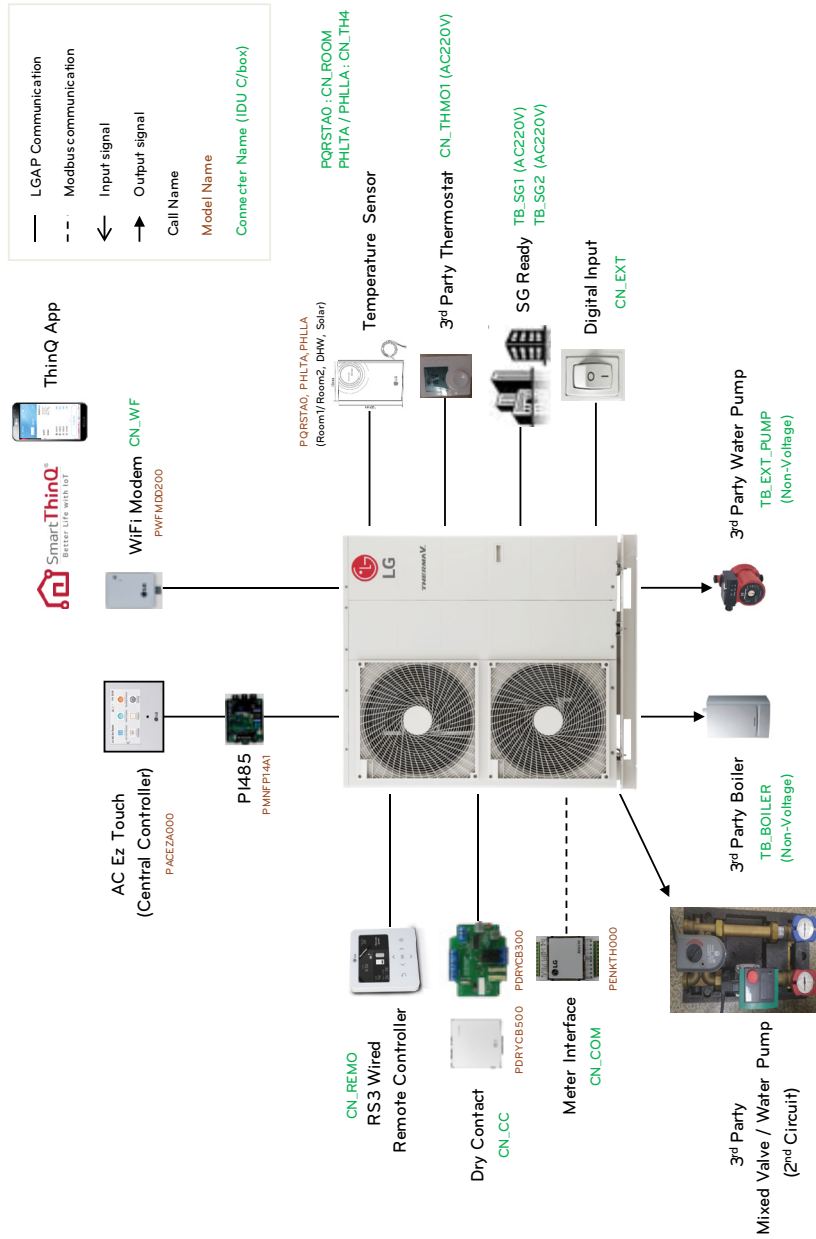 LGAP Communication
Modbus communication
Input signal
Output signal
Call Name
Model Name
Connecter Name (IDU C/box)
SmartThinQ®
Better Life with IoT
ThinQ App
WiFi Modem CN_WF
PWFMDD200
AC Ez Touch
(Central Controller)
PACEZA000
PI485
PMNFP14A1
CN_REMO
RS3 Wired
Remote Controller
Dry Contact
CN_CC
PDRYCB500
PDRYCB300
Meter Interface
CN_COM
PENKTH000
LG
LG
THERMA V.
PQRSTA0, PHLTA, PHLLA
(Room1/Room2, DHW, Solar)
Temperature Sensor
PQRSTA0 : CN_ROOM
PHLTA / PHLLA : CN_TH4
3rd Party Thermostat CN_THMO1 (AC220V)
SG Ready TB_SG1 (AC220V)
TB_SG2 (AC220V)
Digital Input
CN_EXT
3rd Party
Mixed Valve / Water Pump
(2nd Circuit)
3rd Party Boiler
TB_BOILER
(Non-Voltage)
3rd Party Water Pump
TB_EXT_PUMP
(Non-Voltage)